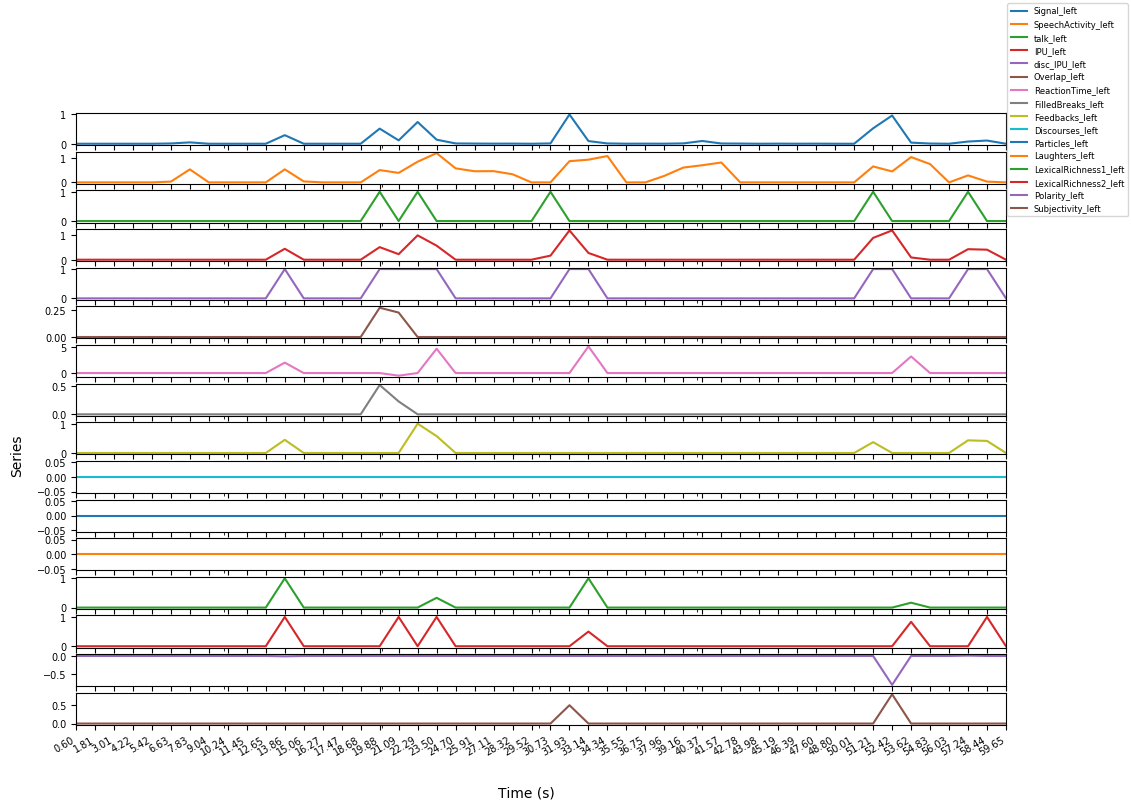 Signal_left
SpeechActivity_left
talk_left
IPU_left
disc_IPU_left
Overlap_left
ReactionTime_left
FilledBreaks_left
Feedbacks_left
Discourses_left
Particles_left
Laughters_left
LexicalRichness1_left
LexicalRichness2_left
Polarity_left
Subjectivity_left
1
0
1
0
1
0
1
0
1
0
0.25
0.00
5
0
0.5
0.0
1
0
0.05
0.00
−0.05
0.05
0.00
−0.05
0.05
0.00
−0.05
1
0
1
0
0.0
−0.5
0.5
0.0
Series
0.60 1.81 3.01 4.22 5.42 6.63 7.83 9.04 10.24 11.45 12.65 13.86 15.06 16.27 17.47 18.68 19.88 21.09 22.29 23.50 24.70 25.91 27.11 28.32 29.52 30.73 31.93 33.14 34.34 35.55 36.75 37.96 39.16 40.37 41.57 42.78 43.98 45.19 46.39 47.60 48.80 50.01 51.21 52.42 53.62 54.83 56.03 57.24 58.44 59.65
Time (s)